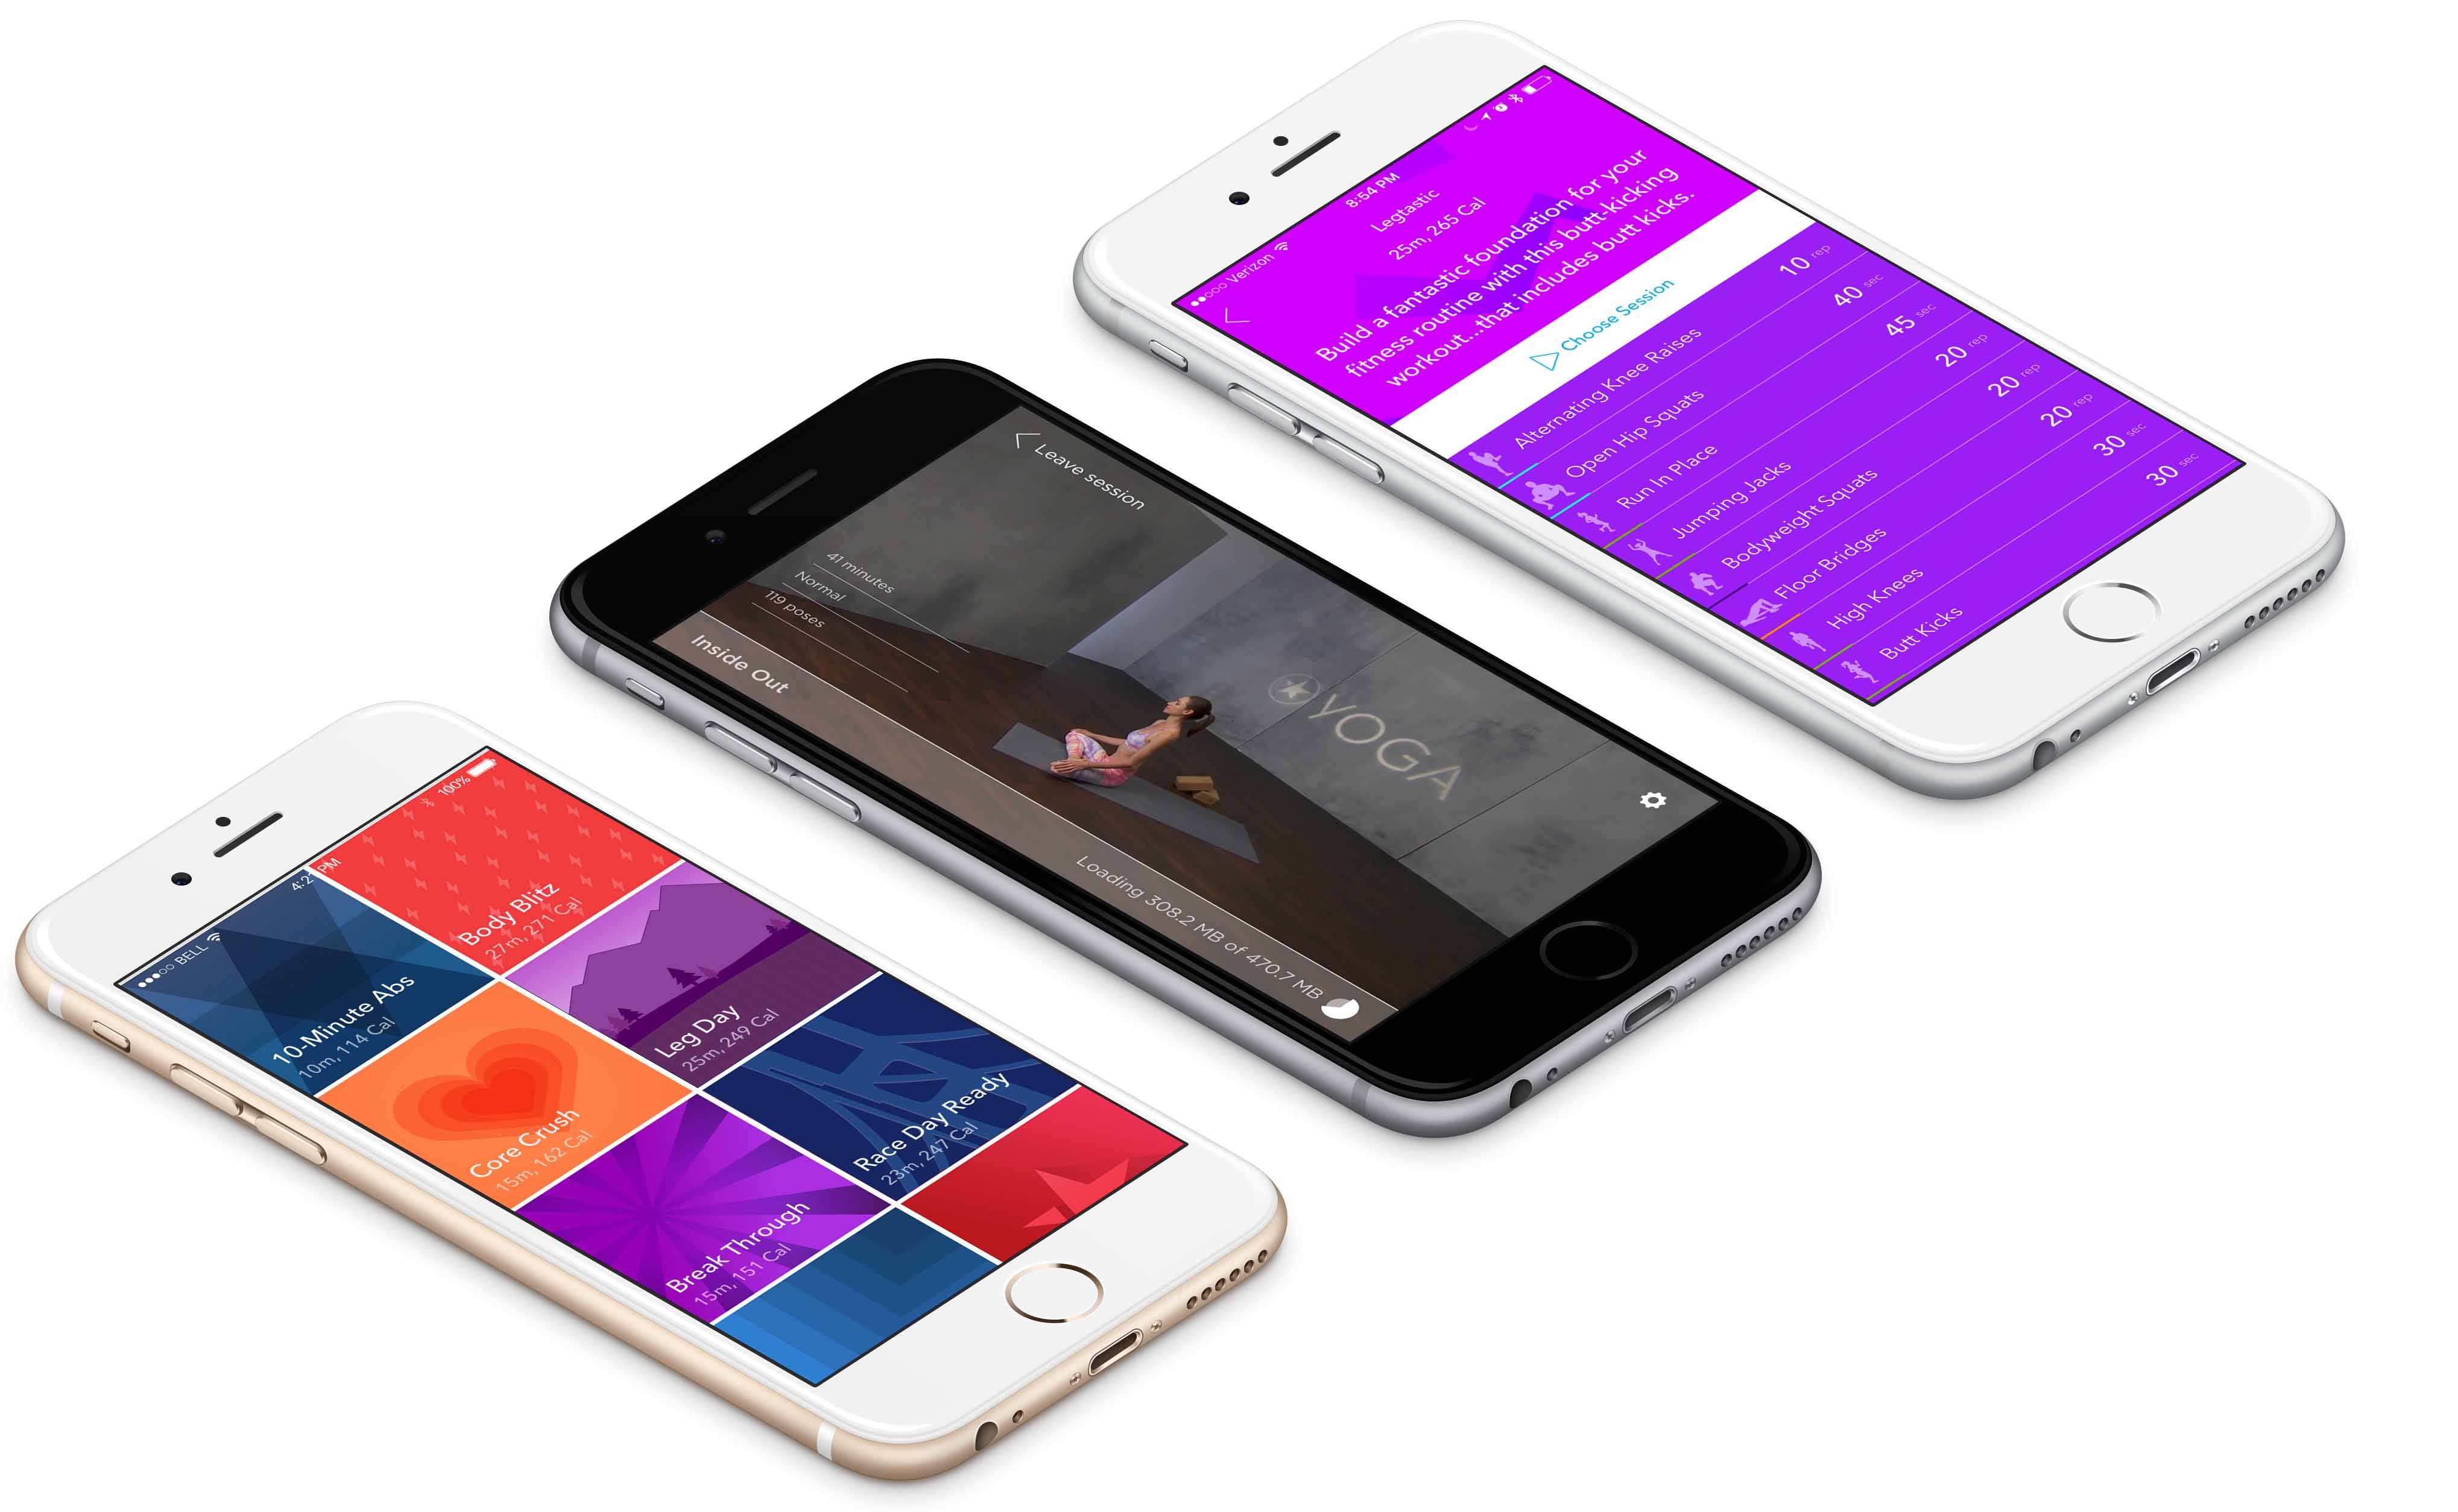 BELL
4:2 PM
100%
10-Minute Abs
10m, 114 Cal
Body Blitz
27m, 271 Cal
Core Crush
15m, 162 Cal
Leg Day
25m, 249 Cal
Break Through
15m, 151 Cal
Race Day Ready
23m, 247 Cal
Leave session
41 minutes
Normal
119 poses
Inside Out
YOGA
Loading 308.2 MB of 470.7 MB
Verizon
8:54 PM
Legtastic
25m, 265 Cal
Build a fantastic foundation for your
fitness routine with this butt-kicking
workout...that includes butt kicks.
Choose Session
Alternating Knee Raises 10 rep
Open Hip Squats 40 sec
Run In Place 45 sec
Jumping Jacks 20 rep
Bodyweight Squats 20 rep
Floor Bridges 20 rep
High Knees 30 sec
Butt Kicks 30 sec